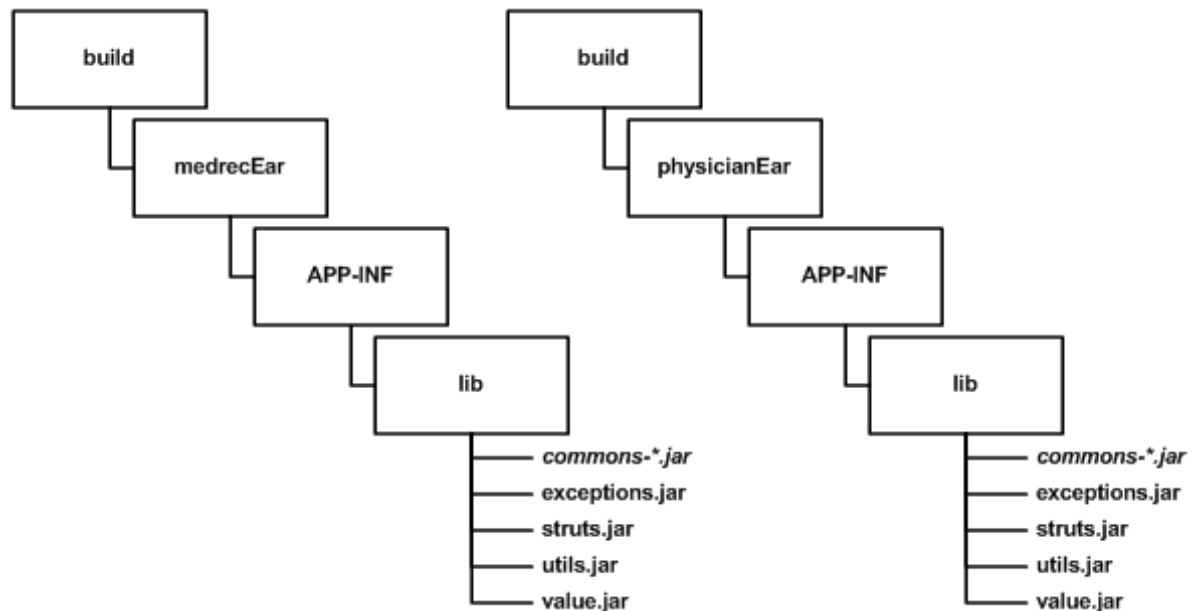 build
medrecEar
APP-INF
lib
commons-*.jar
exceptions.jar
struts.jar
utils.jar
value.jar
build
physicianEar
APP-INF
lib
commons-*.jar
exceptions.jar
struts.jar
utils.jar
value.jar